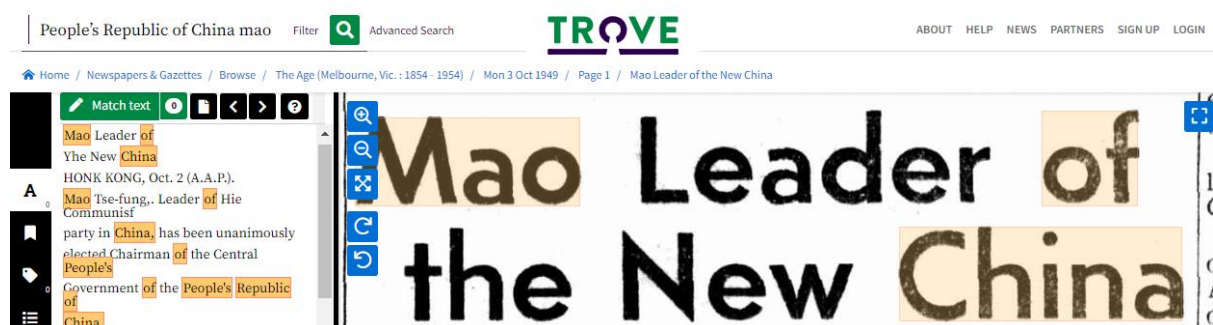 People's Republic of China mao
Filter
Advanced Search
TROVE
ABOUT HELP NEWS PARTNERS SIGN UP LOGIN
Home / Newspapers & Gazettes / Browse / The Age (Melbourne, Vic. : 1854 - 1954) / Mon 3 Oct 1949 / Page 1 / Mao Leader of the New China
Match text 0
Mao Leader of
Yhe New China
HONK KONG, Oct. 2 (A.A.P.).
Mao Tse-fung,. Leader of Hie
Communisf
party in China, has been unanimously
elected Chairman of the Central
People's
Government of the People's Republic
of
China
A 0
0
Mao Leader of
the New China